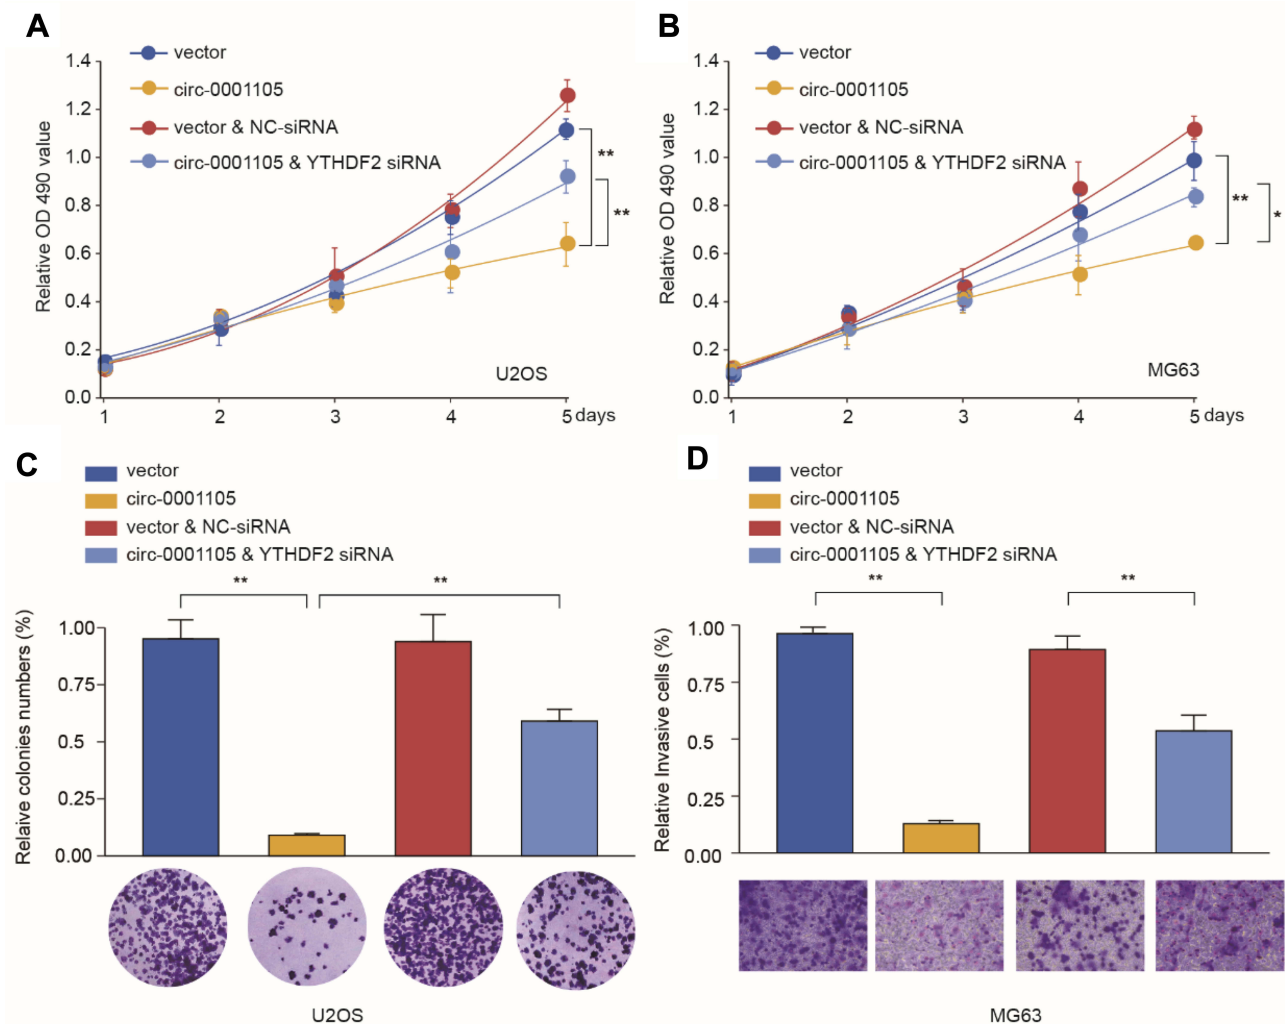 A
vector
circ-0001105
vector & NC-siRNA
circ-0001105 & YTHDF2 siRNA
Relative OD 490 value
1.4
1.2
1.0
0.8
0.6
0.4
0.2
0.0
**
**
U2OS
1 2 3 4 5 days
B
vector
circ-0001105
vector & NC-siRNA
circ-0001105 & YTHDF2 siRNA
Relative OD 490 value
1.4
1.2
1.0
0.8
0.6
0.4
0.2
0.0
**
*
MG63
1 2 3 4 5 days
C
vector
circ-0001105
vector & NC-siRNA
circ-0001105 & YTHDF2 siRNA
** **
Relaive colonies numbers (%)
1.00
0.75
0.5
0.25
0.00
U2OS
D
vector
circ-0001105
vector & NC-siRNA
circ-0001105 & YTHDF2 siRNA
** **
Relative Invasive cells (%)
1.00
0.75
0.5
0.25
0.00
MG63